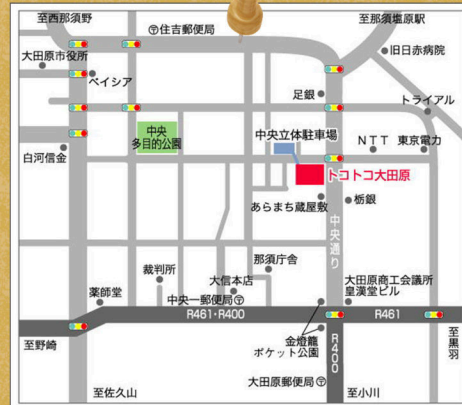 至西那須野
至那須塩原駅
〒住吉郵便局
旧日赤病院
大田原市役所
ベイシア
足銀
トライアル
中央
多目的公園
中央立体駐車場
NTT
東京電力
白河信金
トコトコ大田原
あらまち蔵屋敷
栃銀
中央通り
那須庁舎
裁判所
大信本店
大田原商工会議所
皇漢堂ビル
薬師堂
中央一郵便局〒
R461・R400
R461
至野崎
金燈籠
ポケット公園
R400
至黒羽
大田原郵便局〒
至佐久山
至小川